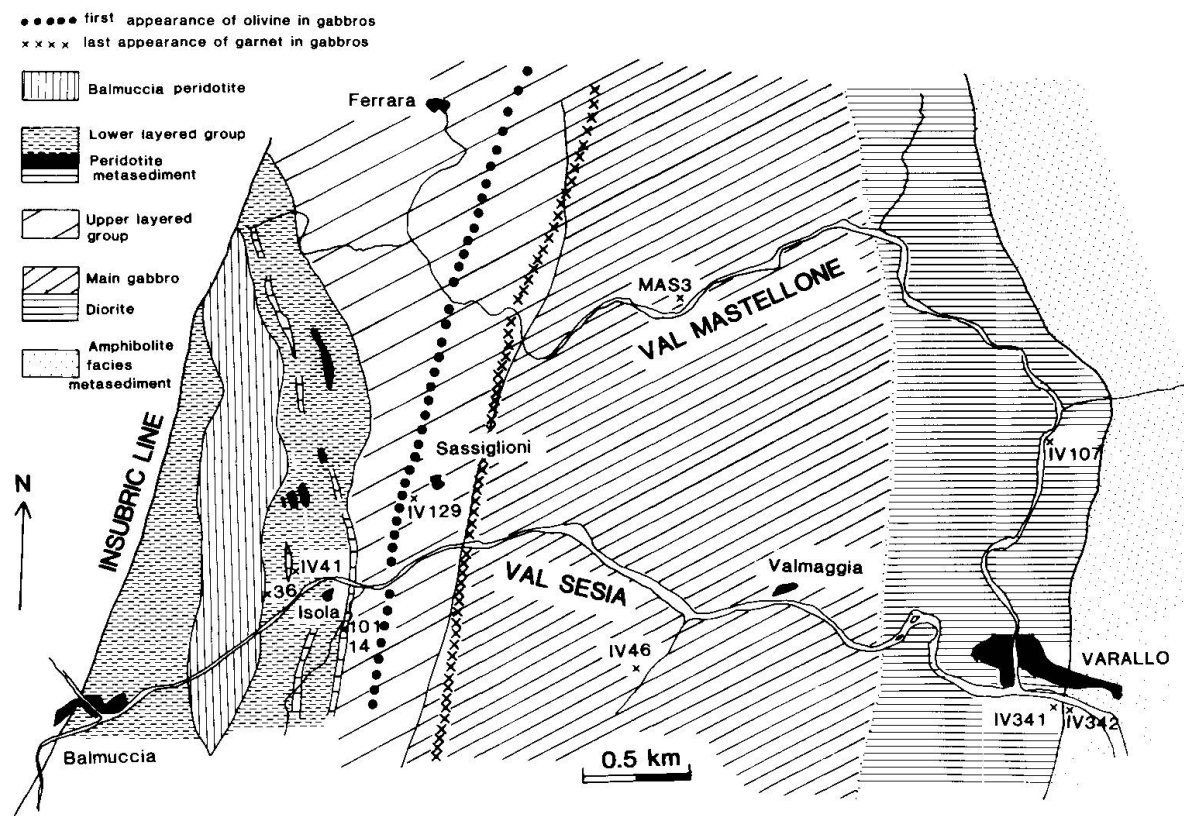 first appearance of olivine in gabbros
last appearance of garnet in gabbros
Balmuccia peridotite
Lower layered group
Peridotite
metasediment
Upper layered
group
Main gabbro
Diorite
Amphibolite
facies
metasediment
Ferrara
MAS3
VAL MASTELLONE
INSUBRIC LINE
N
Sassiglioni
IV129
IV107
IV41
36
Isola
101
14
VAL SESIA
Valmaggia
IV46
VARALLO
IV341
IV342
Balmuccia
0.5 km